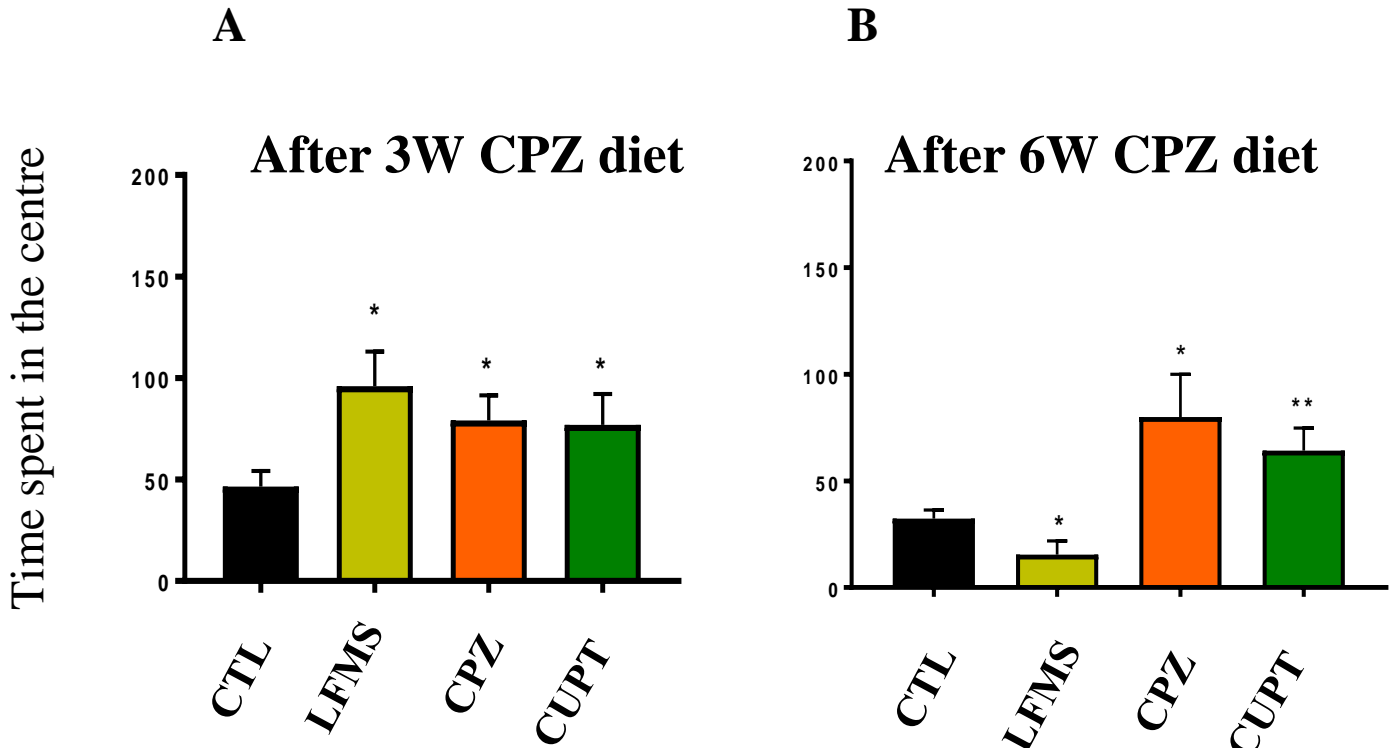 A
B
After 3W CPZ diet
After 6W CPZ diet
Time spent in the centre
200
150
100
50
0
*
*
*
CTL
LFMS
CPZ
CUPT
200
150
100
50
0
*
*
**
CTL
LFMS
CPZ
CUPT